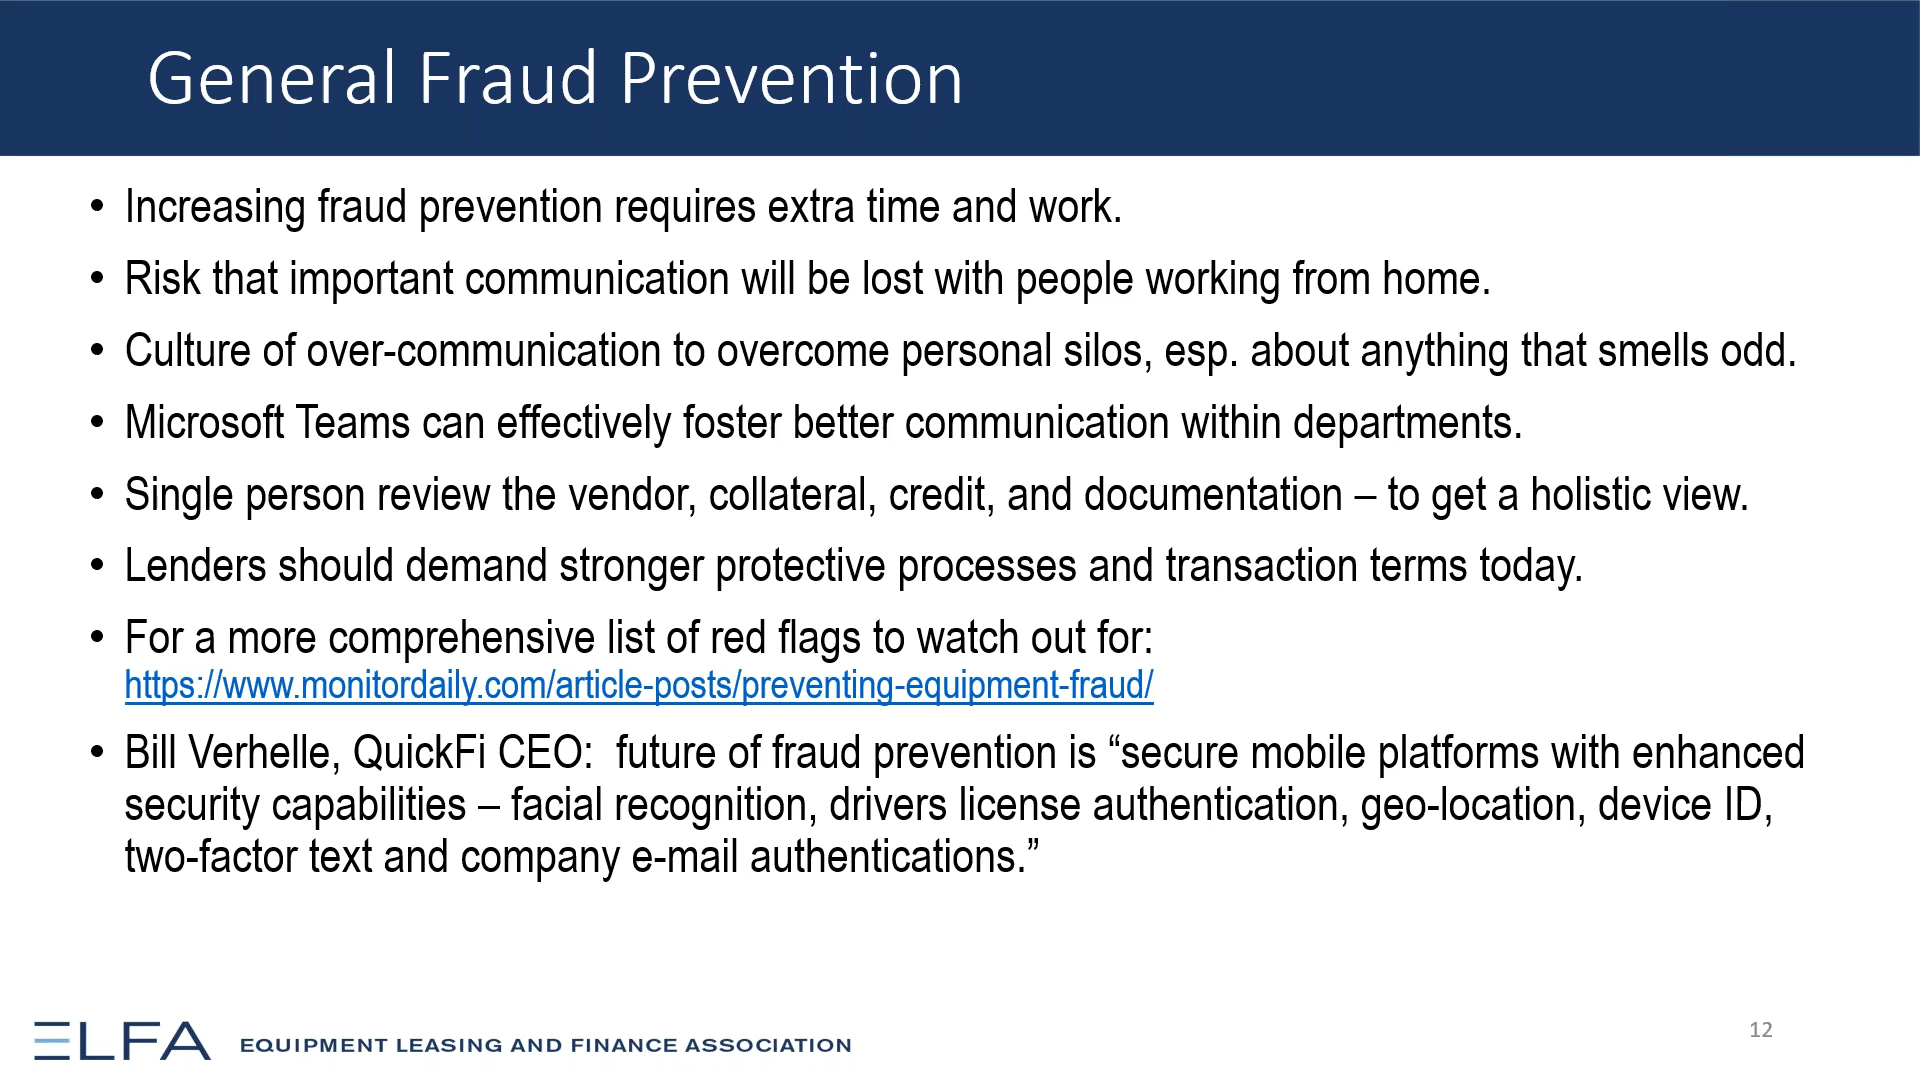 General Fraud Prevention
• Increasing fraud prevention requires extra time and work.
• Risk that important communication will be lost with people working from home.
• Culture of over-communication to overcome personal silos, esp. about anything that smells odd.
• Microsoft Teams can effectively foster better communication within departments.
• Single person review the vendor, collateral, credit, and documentation – to get a holistic view.
• Lenders should demand stronger protective processes and transaction terms today.
• For a more comprehensive list of red flags to watch out for:
https://www.monitordaily.com/article-posts/preventing-equipment-fraud/
• Bill Verhelle, QuickFi CEO:  future of fraud prevention is “secure mobile platforms with enhanced
security capabilities – facial recognition, drivers license authentication, geo-location, device ID,
two-factor text and company e-mail authentications.”
ELFA EQUIPMENT LEASING AND FINANCE ASSOCIATION
12